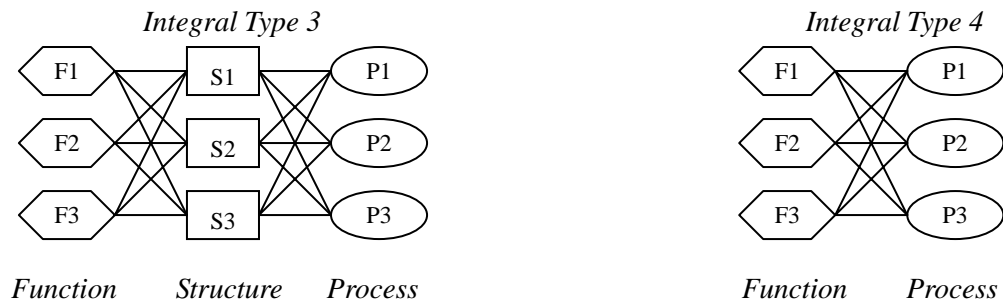 Integral Type 3
Integral Type 4
F1 S1 P1
F1 P1
F2 S2 P2
F2 P2
F3 S3 P3
F3 P3
Function Structure Process
Function Process